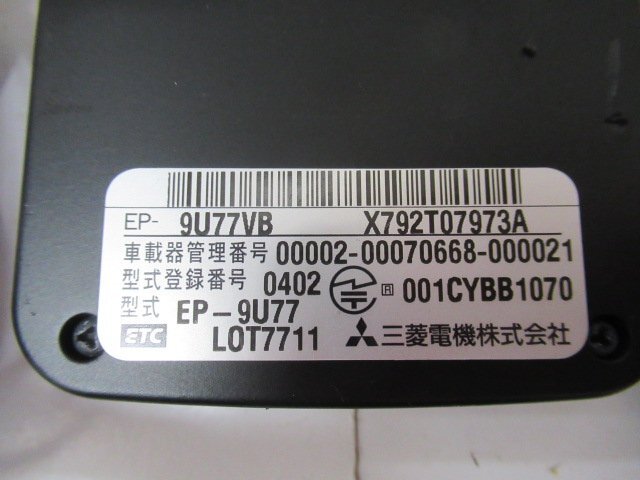 EP- 9U77VB X792T07973A
車載器管理番号 00002-00070668-000021
型式登録番号 0402 R 001CYBB1070
型式 EP-9U77
ETC LOT7711 三菱電機株式会社